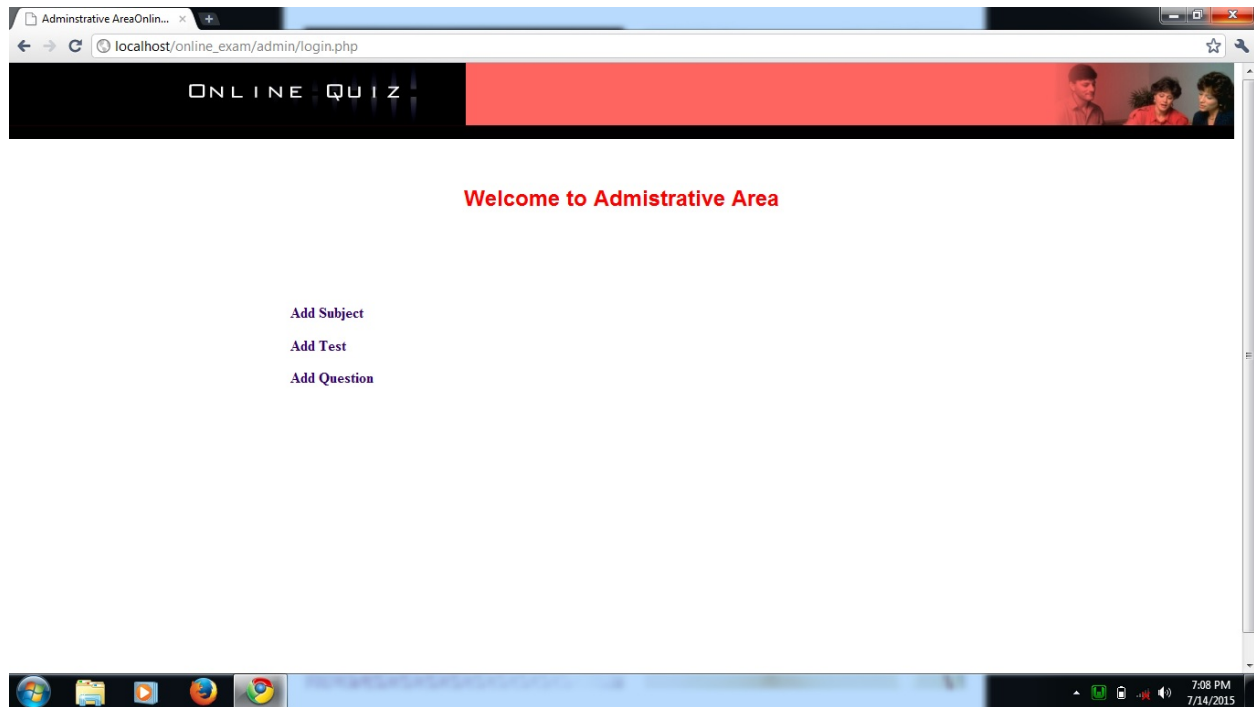 Adminstrative AreaOnlin...
localhost/online_exam/admin/login.php
Online Quiz
Welcome to Admistrative Area
Add Subject
Add Test
Add Question
7:08 PM
7/14/2015